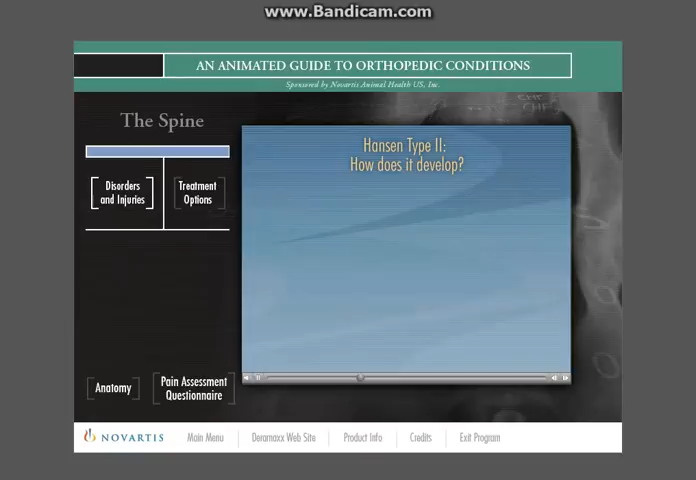 www.Bandicam.com
AN ANIMATED GUIDE TO ORTHOPEDIC CONDITIONS
Sponsored by Novartis Animal Health US, Inc.
The Spine
Hansen Type II:
How does it develop?
Disorders
and Injuries
Treatment
Options
Anatomy
Pain Assessment
Questionnaire
NOVARTIS
Main Menu
Deramaxx Web Site
Product Info
Credits
Exit Program